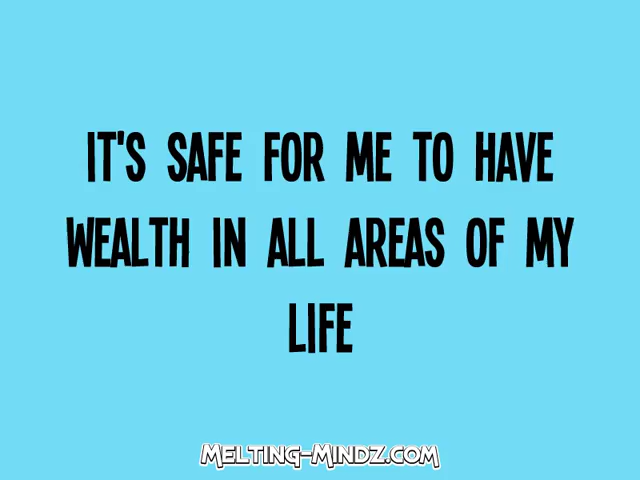 IT'S SAFE FOR ME TO HAVE
WEALTH IN ALL AREAS OF MY
LIFE
MELTING-MINDZ.COM